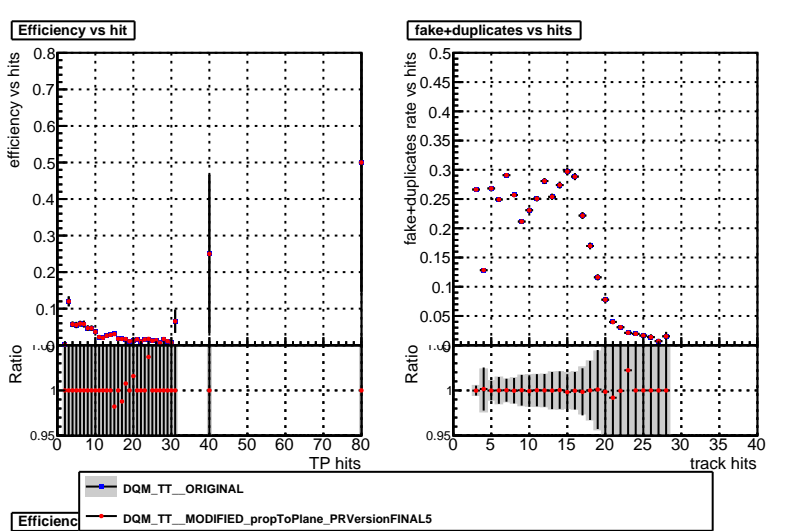 Efficiency vs hit
efficiency vs hits
0.8
0.7
0.6
0.5
0.4
0.3
0.2
0.1
0
Ratio
1
0.95
0 10 20 30 40 50 60 70 80
TP hits
fake+duplicates vs hits
fake+duplicates rate vs hits
0.5
0.45
0.4
0.35
0.3
0.25
0.2
0.15
0.1
0.05
0
Ratio
1
0.95
0 5 10 15 20 25 30 35 40
track hits
DQM_TT__ORIGINAL
DQM_TT__MODIFIED_propToPlane_PRVersionFINAL5
Efficienc